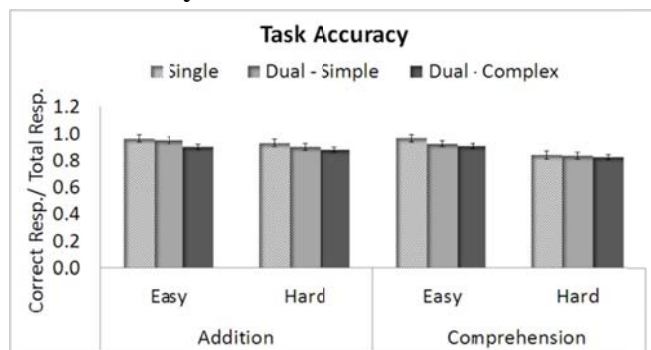 Task Accuracy
Single Dual - Simple Dual - Complex
Correct Resp./ Total Resp.
1.2
1.0
0.8
0.6
0.4
0.2
0.0
Easy Hard Easy Hard
Addition Comprehension